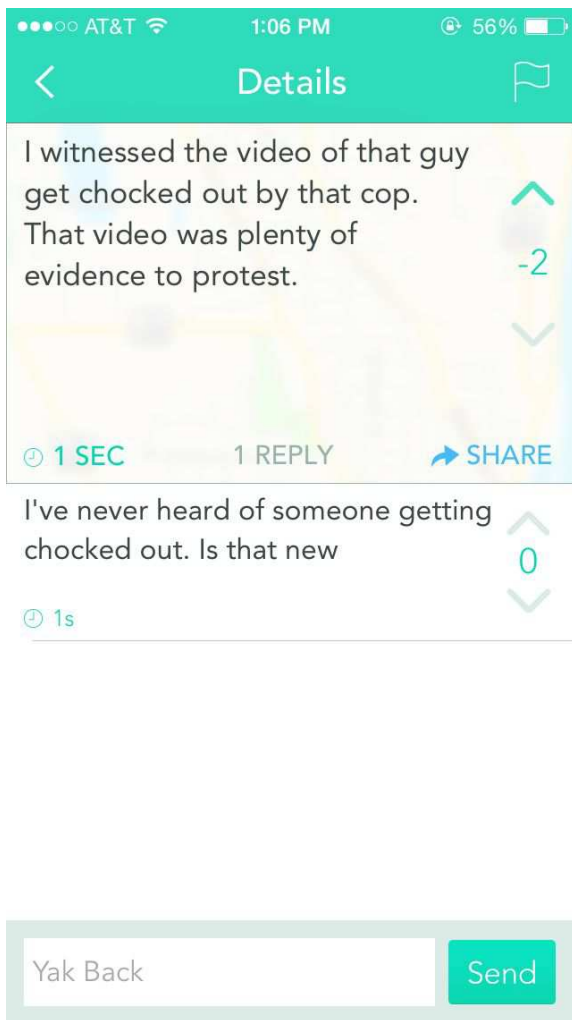 AT&T 1:06 PM 56%
Details
I witnessed the video of that guy
get chocked out by that cop.
That video was plenty of
evidence to protest.
-2
1 SEC 1 REPLY SHARE
I've never heard of someone getting
chocked out. Is that new
0
1s
Yak Back Send